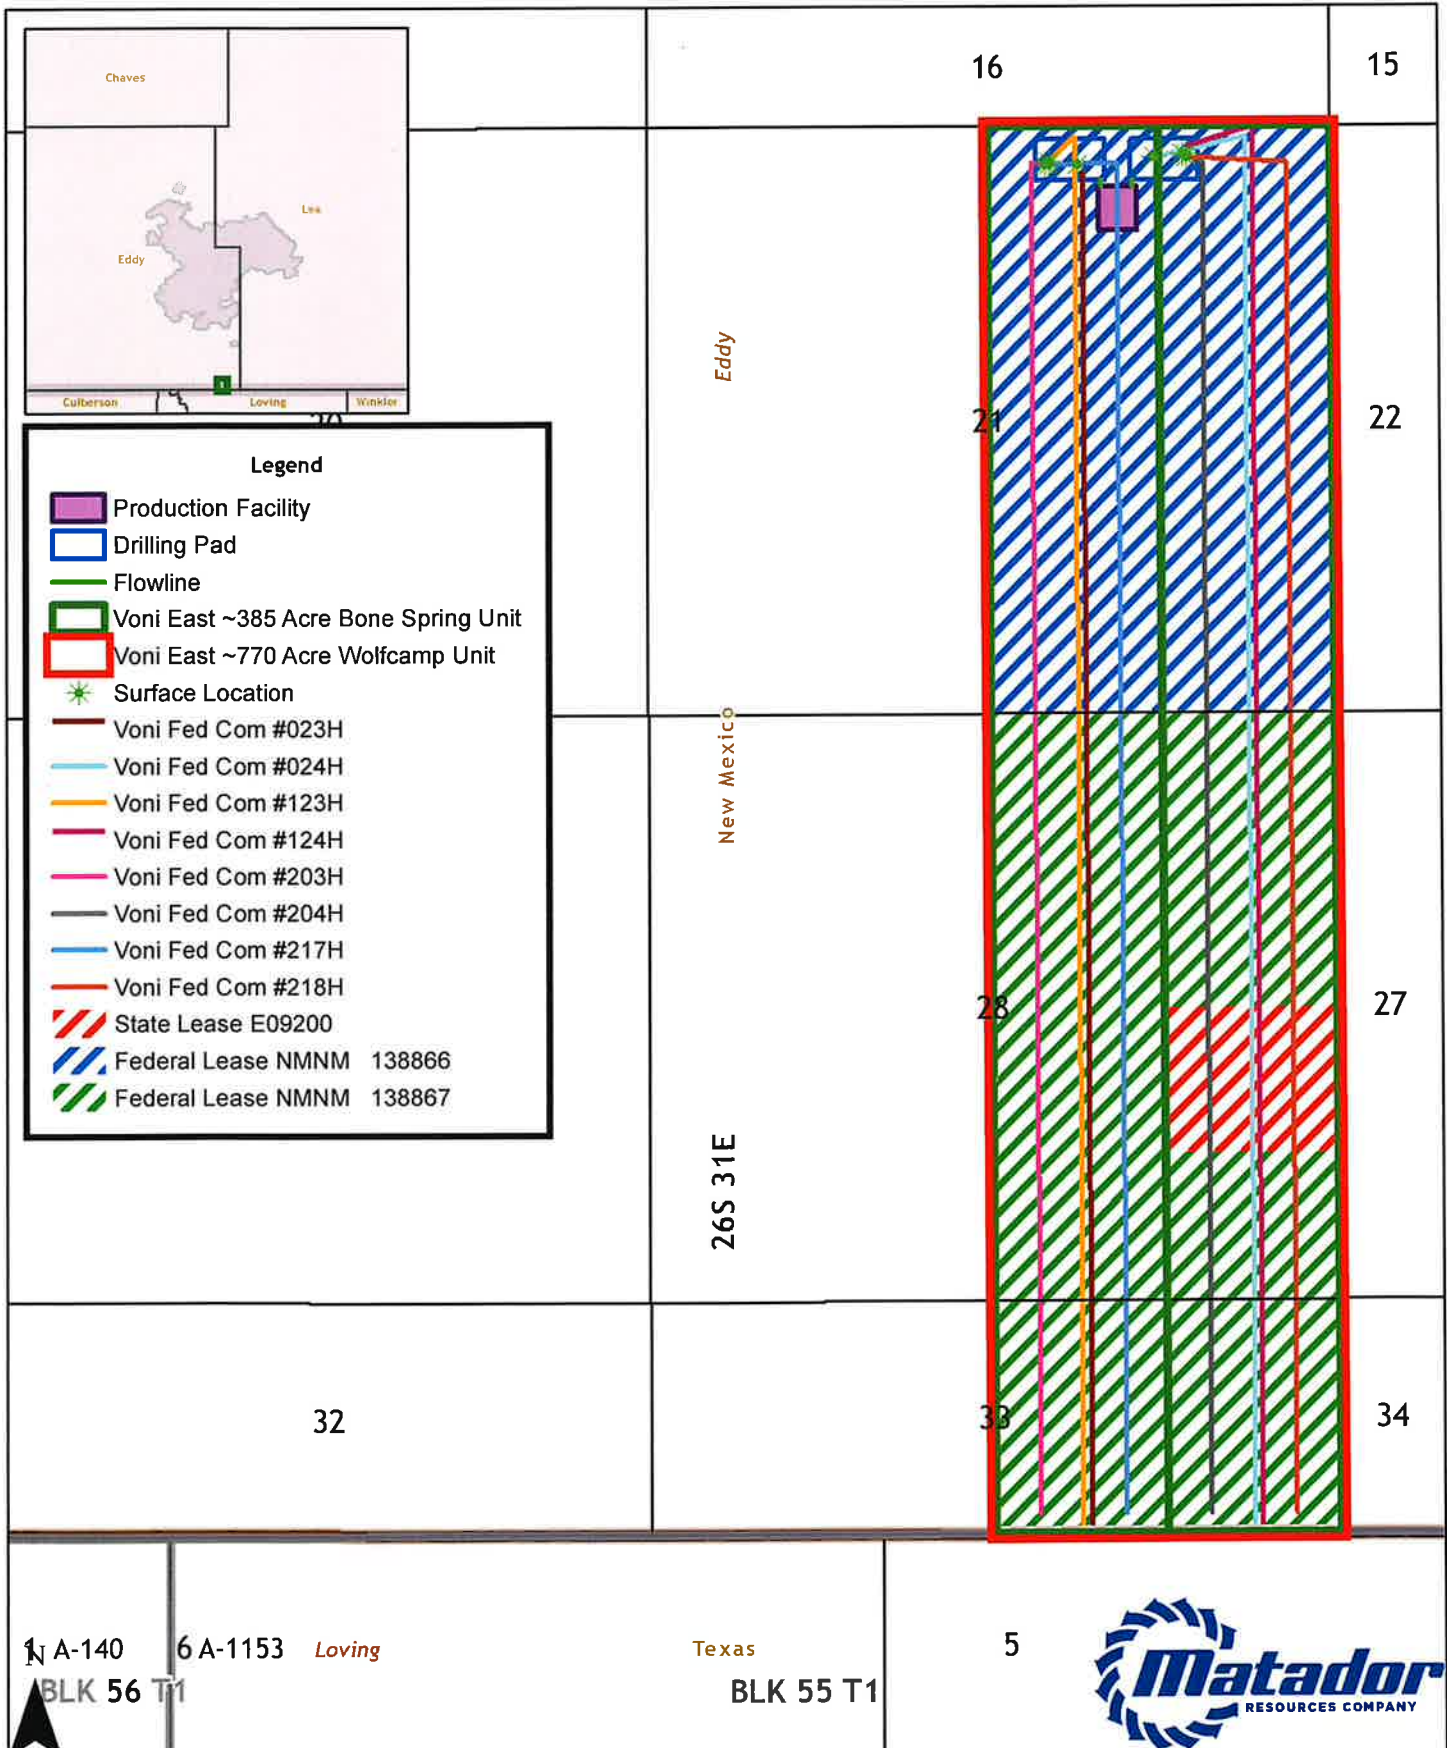 Chaves
Lea
Eddy
Culberson
Loving
Winkler
16
15
20
21
22
Eddy
Legend
Production Facility
Drilling Pad
Flowline
Voni East ~385 Acre Bone Spring Unit
Voni East ~770 Acre Wolfcamp Unit
Surface Location
Voni Fed Com #023H
Voni Fed Com #024H
Voni Fed Com #123H
Voni Fed Com #124H
Voni Fed Com #203H
Voni Fed Com #204H
Voni Fed Com #217H
Voni Fed Com #218H
State Lease E09200
Federal Lease NMNM 138866
Federal Lease NMNM 138867
New Mexico
28
27
26S 31E
32
33
34
1 A-140
6 A-1153
Loving
Texas
5
N
BLK 56 T1
BLK 55 T1
Matador
RESOURCES COMPANY